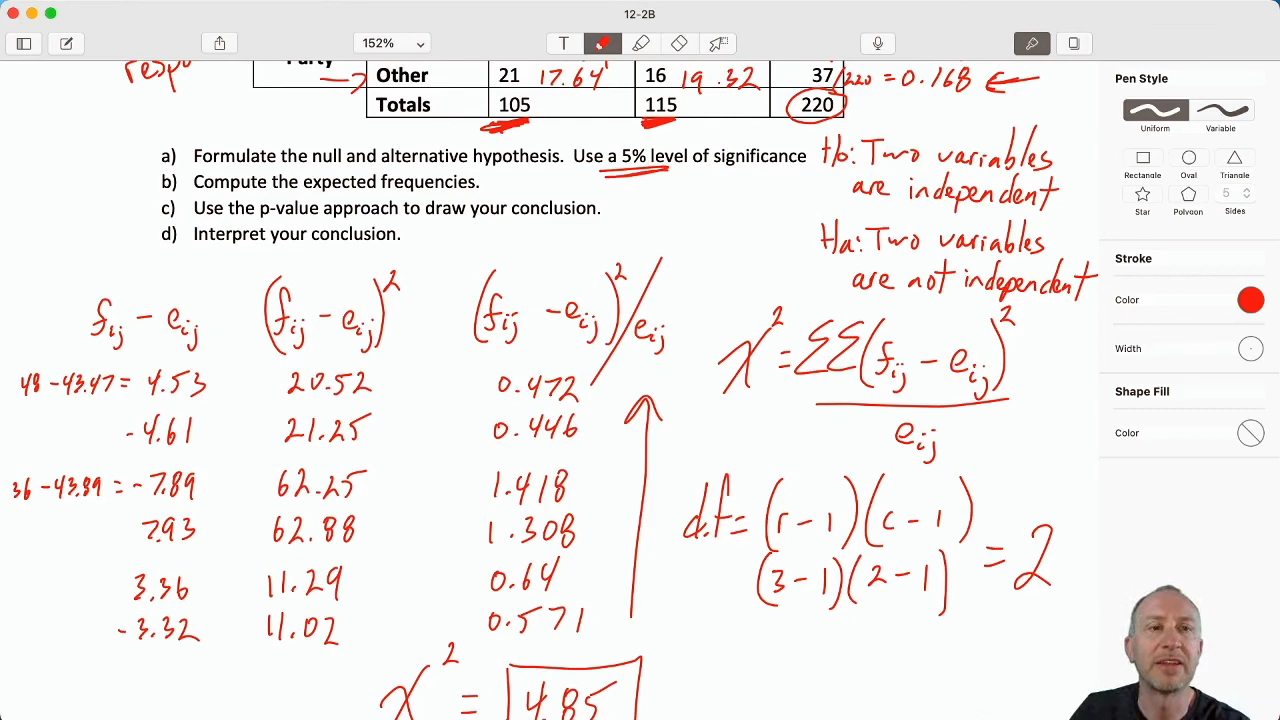 12-2B
152%
T
respo
Party
Other 21 17.64 16 19.32 37/220 = 0.168
Totals 105 115 220
a) Formulate the null and alternative hypothesis. Use a 5% level of significance
b) Compute the expected frequencies.
c) Use the p-value approach to draw your conclusion.
d) Interpret your conclusion.
Ho: Two variables
are independent
Ha: Two variables
are not independent
fij - eij (fij - eij)² (fij - eij)²/eij
48 - 43.47 = 4.53 20.52 0.472
-4.61 21.25 0.446
36 - 43.89 = -7.89 62.25 1.418
7.93 62.88 1.308
3.36 11.29 0.64
-3.32 11.02 0.571
χ² = 4.85
χ² = ΣΣ(fij - eij)²
eij
d.f = (r - 1)(c - 1)
(3 - 1)(2 - 1) = 2
Pen Style
Uniform Variable
Rectangle Oval Triangle
Star Polygon 5 Sides
Stroke
Color
Width
Shape Fill
Color